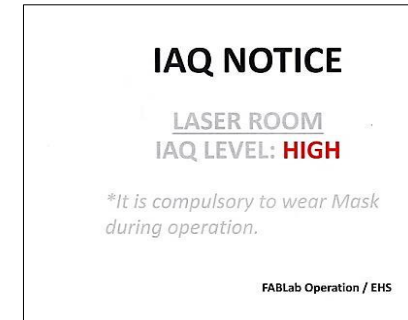 IAQ NOTICE
LASER ROOM
IAQ LEVEL: HIGH
*It is compulsory to wear Mask
during operation.
FABLab Operation / EHS